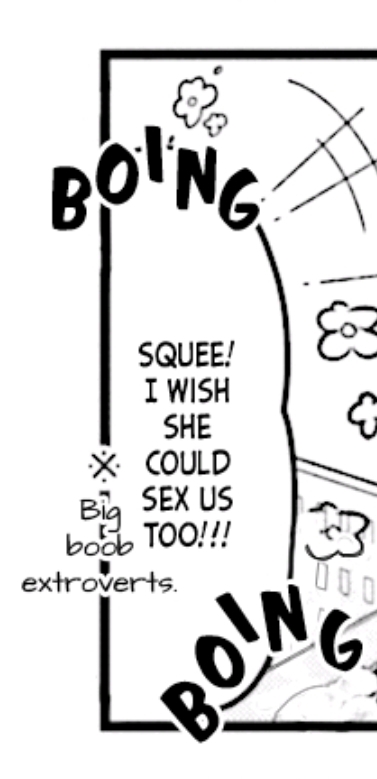 BOING
SQUEE!
I WISH
SHE
COULD
SEX US
TOO!!!
※
Big
boob
extroverts.
BOING